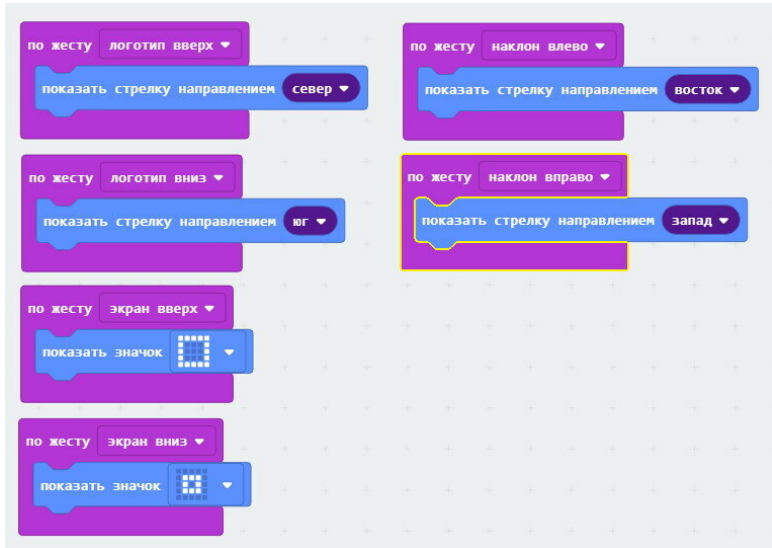 по жесту логотип вверх
показать стрелку направлением север
по жесту логотип вниз
показать стрелку направлением юг
по жесту экран вверх
показать значок
по жесту экран вниз
показать значок
по жесту наклон влево
показать стрелку направлением восток
по жесту наклон вправо
показать стрелку направлением запад